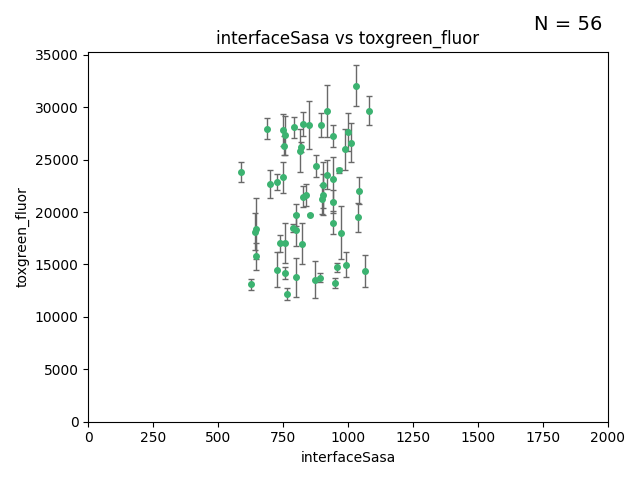 N = 56
interfaceSasa vs toxgreen_fluor
35000
30000
25000
20000
15000
10000
5000
0
toxgreen_fluor
0 250 500 750 1000 1250 1500 1750 2000
interfaceSasa